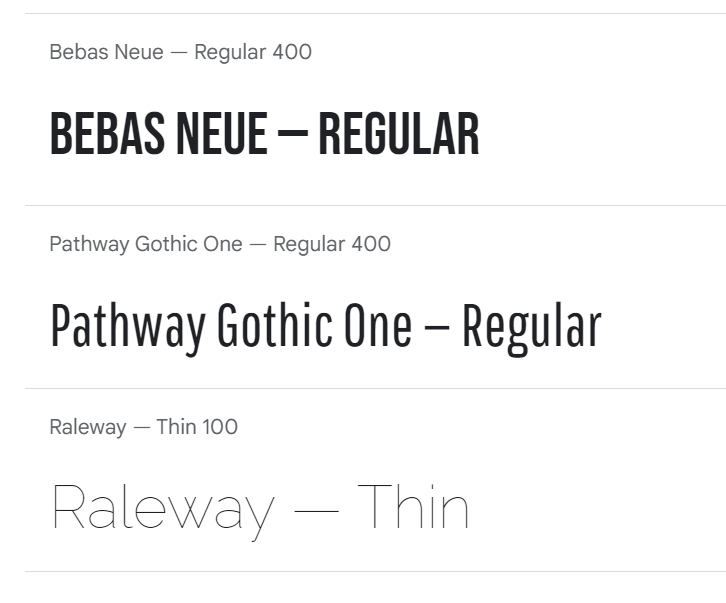 Bebas Neue — Regular 400
BEBAS NEUE — REGULAR
Pathway Gothic One — Regular 400
Pathway Gothic One — Regular
Raleway — Thin 100
Raleway — Thin